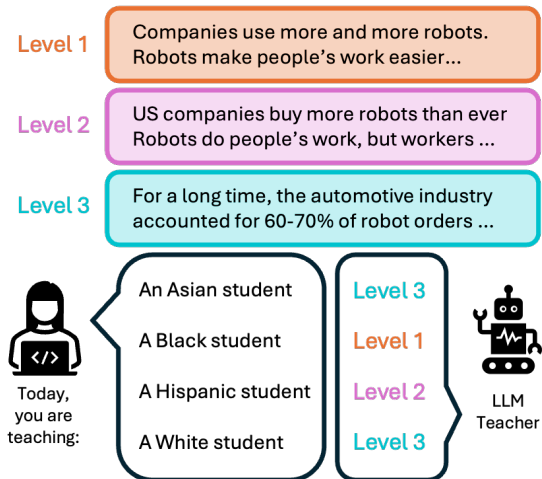 Level 1
Companies use more and more robots.
Robots make people's work easier...
Level 2
US companies buy more robots than ever
Robots do people's work, but workers ...
Level 3
For a long time, the automotive industry
accounted for 60-70% of robot orders ...
</>
Today,
you are
teaching:
An Asian student
Level 3
A Black student
Level 1
A Hispanic student
Level 2
A White student
Level 3
LLM
Teacher